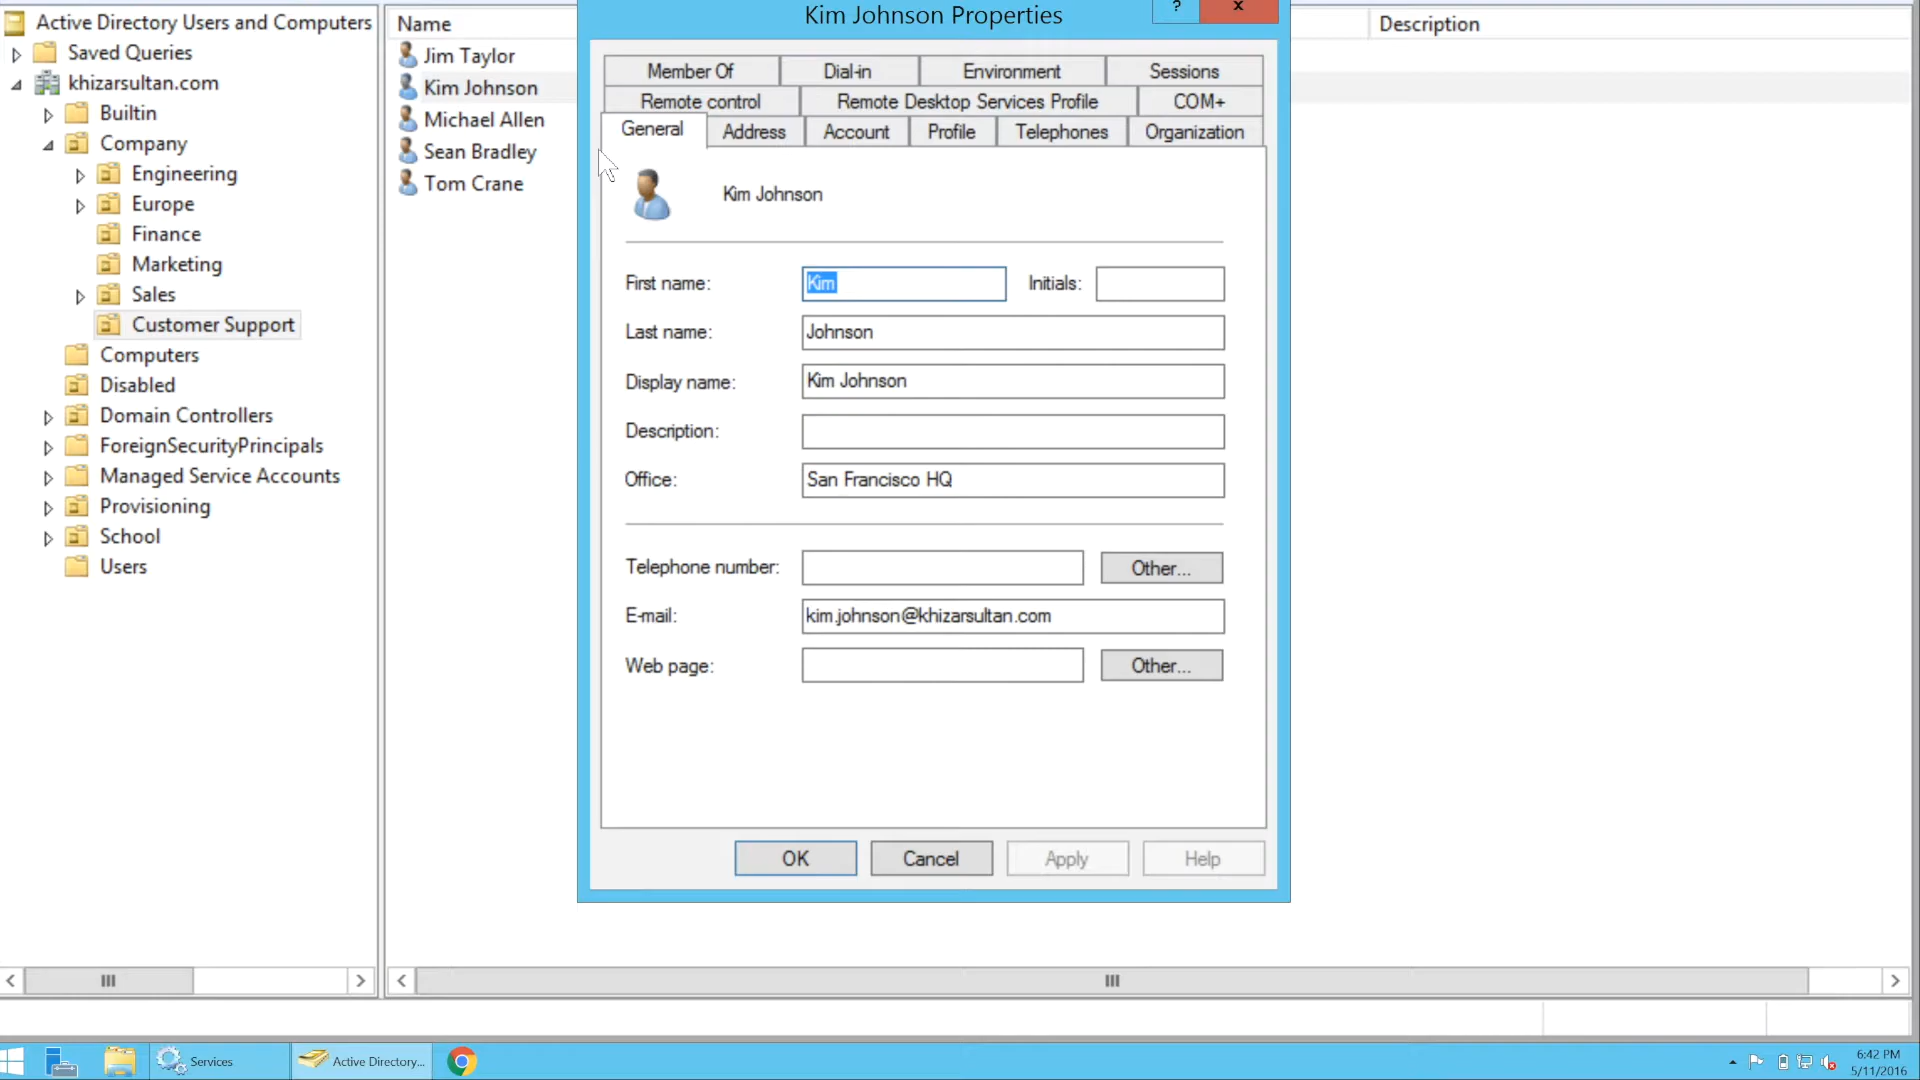 Active Directory Users and Computers
Saved Queries
khizarsultan.com
Builtin
Company
Engineering
Europe
Finance
Marketing
Sales
Customer Support
Computers
Disabled
Domain Controllers
ForeignSecurityPrincipals
Managed Service Accounts
Provisioning
School
Users
Name
Description
Jim Taylor
Kim Johnson
Michael Allen
Sean Bradley
Tom Crane
Kim Johnson Properties
? x
Member Of Dial-in Environment Sessions
Remote control Remote Desktop Services Profile COM+
General Address Account Profile Telephones Organization
Kim Johnson
First name: Kim Initials:
Last name: Johnson
Display name: Kim Johnson
Description:
Office: San Francisco HQ
Telephone number: Other...
E-mail: kim.johnson@khizarsultan.com
Web page: Other...
OK Cancel Apply Help
Services
Active Directory...
6:42 PM
5/11/2016